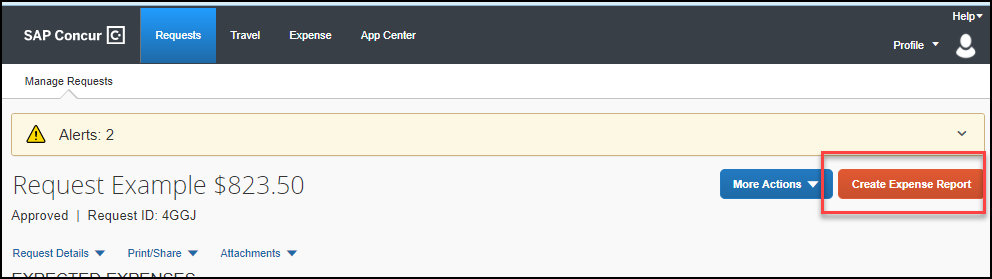 Help
SAP Concur C
Requests
Travel
Expense
App Center
Profile
Manage Requests
Alerts: 2
Request Example $823.50
More Actions
Create Expense Report
Approved | Request ID: 4GGJ
Request Details
Print/Share
Attachments
EXPECTED EXPENSES